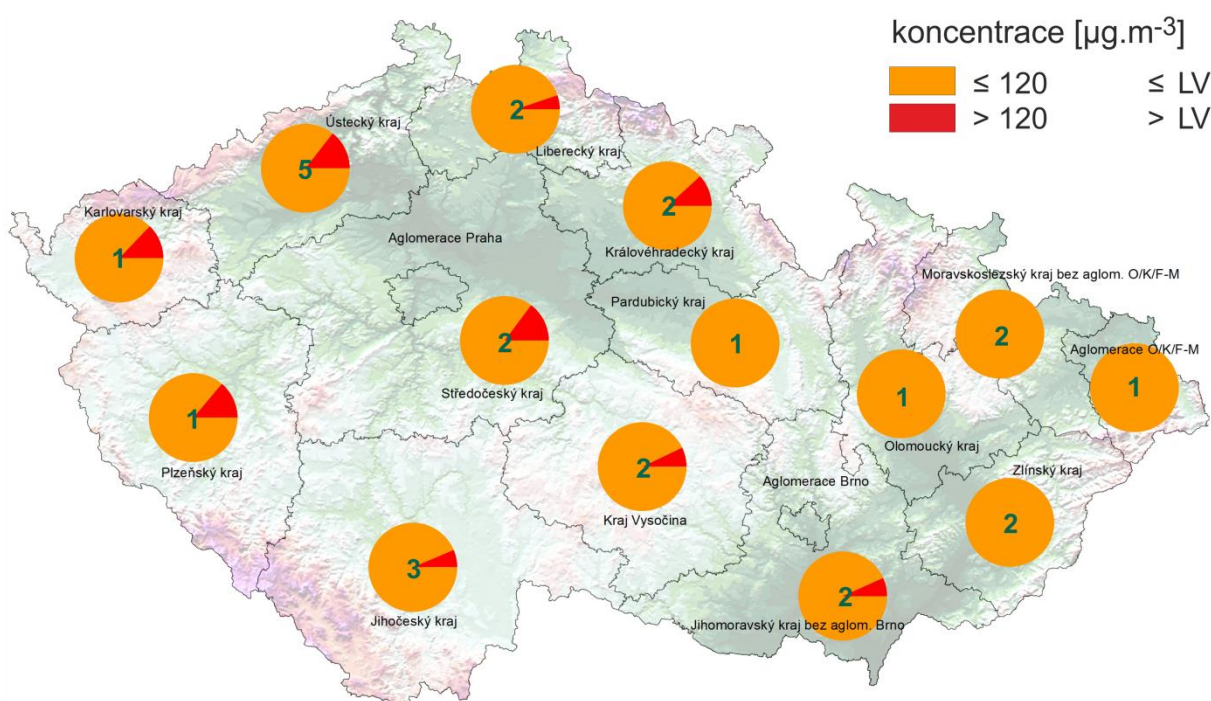 koncentrace [µg.m-3]
≤ 120 ≤ LV
> 120 > LV
2
Ústecký kraj
Liberecký kraj
5
Karlovarský kraj
2
1
Aglomerace Praha
Královéhradecký kraj
Moravskoslezský kraj bez aglom. O/K/F-M
Pardubický kraj
2
2
1
Aglomerace O/K/F-M
1
1
Středočeský kraj
1
Olomoucký kraj
Plzeňský kraj
2
Zlínský kraj
Aglomerace Brno
Kraj Vysočina
2
3
2
Jihočeský kraj
Jihomoravský kraj bez aglom. Brno